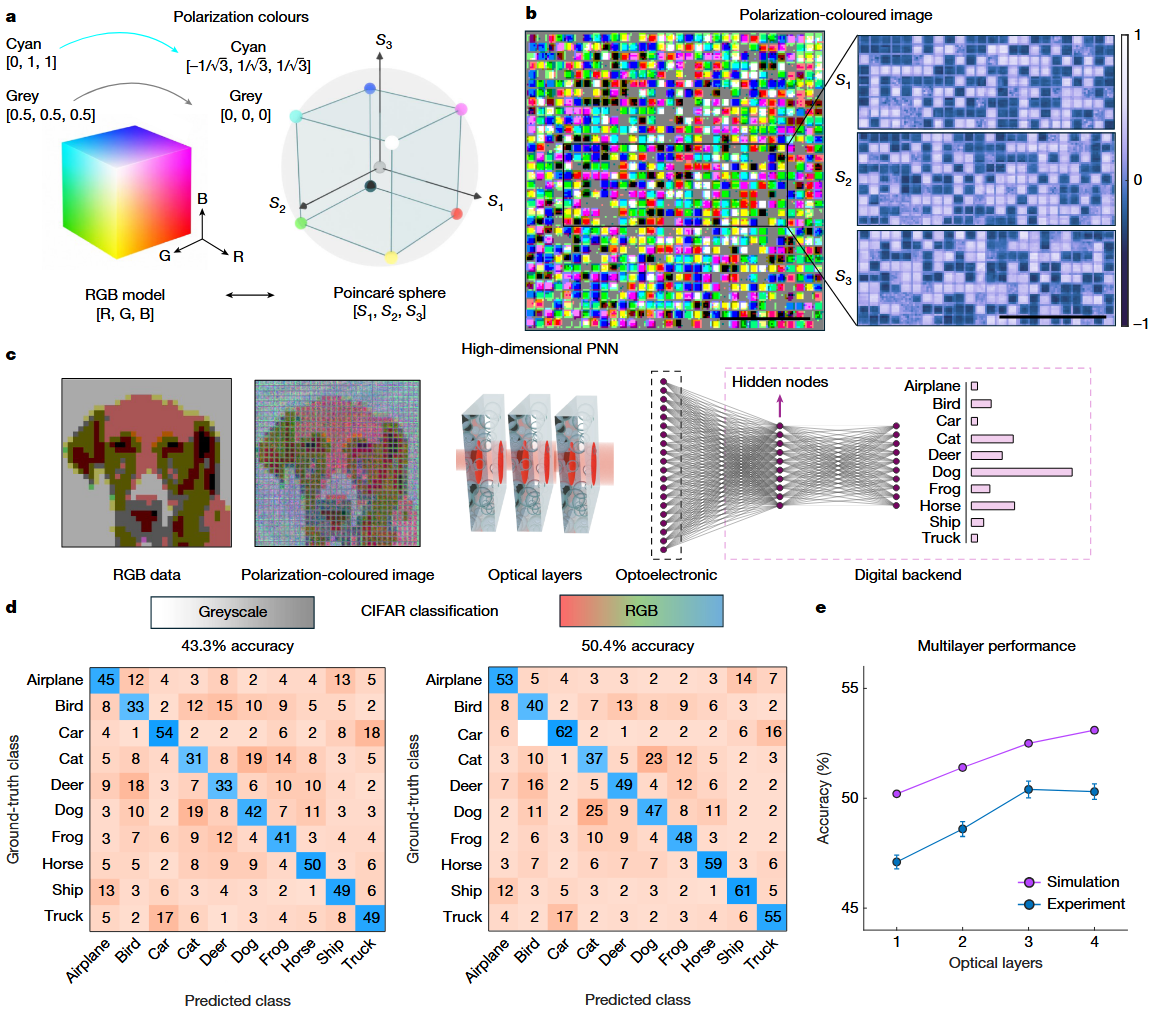 a
Polarization colours
Cyan
[0, 1, 1]
Cyan
[−1/√3, 1/√3, 1/√3]
Grey
[0.5, 0.5, 0.5]
Grey
[0, 0, 0]
S3
S2
S1
B
G
R
RGB model
[R, G, B]
Poincaré sphere
[S1, S2, S3]
b
Polarization-coloured image
S1
S2
S3
1
0
−1
c
High-dimensional PNN
RGB data
Polarization-coloured image
Optical layers
Optoelectronic
Hidden nodes
Digital backend
Airplane
Bird
Car
Cat
Deer
Dog
Frog
Horse
Ship
Truck
d
Greyscale
CIFAR classification
RGB
43.3% accuracy
Ground-truth class
Airplane 45 12 4 3 8 2 4 4 13 5
Bird 8 33 2 12 15 10 9 5 5 2
Car 4 1 54 2 2 2 6 2 8 18
Cat 5 8 4 31 8 19 14 8 3 5
Deer 9 18 3 7 33 6 10 10 4 2
Dog 3 10 2 19 8 42 7 11 3 3
Frog 3 7 6 9 12 4 41 3 4 4
Horse 5 5 2 8 9 9 4 50 3 6
Ship 13 3 6 3 4 3 2 1 49 6
Truck 5 2 17 6 1 3 4 5 8 49
Airplane Bird Car Cat Deer Dog Frog Horse Ship Truck
Predicted class
50.4% accuracy
Ground-truth class
Airplane 53 5 4 3 3 2 2 3 14 7
Bird 8 40 2 7 13 8 9 6 3 2
Car 6 62 2 1 2 2 2 6 16
Cat 3 10 1 37 5 23 12 5 2 3
Deer 7 16 2 5 49 4 12 6 2 2
Dog 2 11 2 25 9 47 8 11 2 2
Frog 2 6 3 10 9 4 48 3 2 2
Horse 3 7 2 6 7 7 3 59 3 6
Ship 12 3 5 3 2 3 2 1 61 5
Truck 4 2 17 2 3 2 3 4 6 55
Airplane Bird Car Cat Deer Dog Frog Horse Ship Truck
Predicted class
e
Multilayer performance
Accuracy (%)
55
50
45
Simulation
Experiment
1 2 3 4
Optical layers